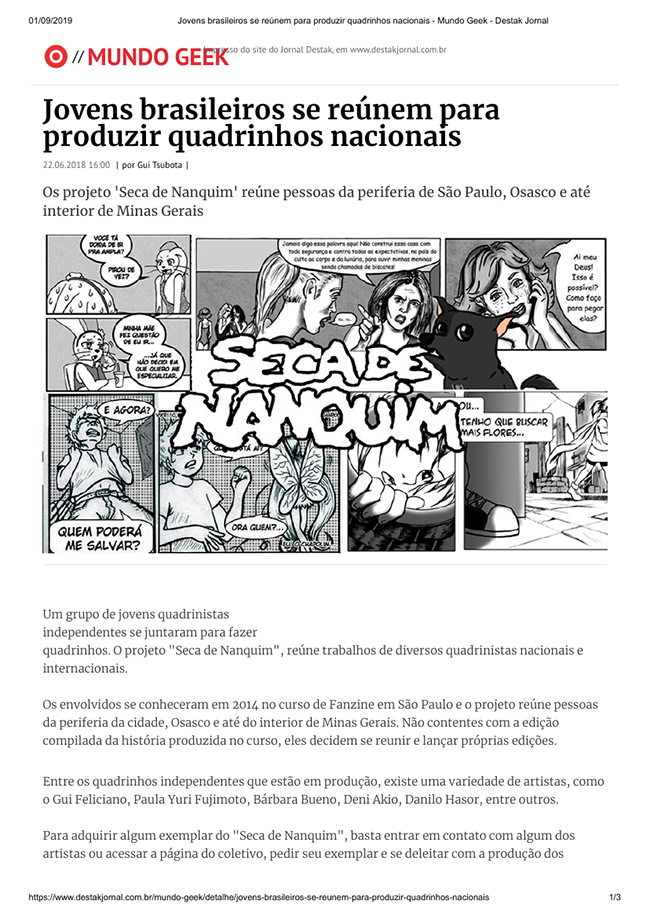 01/09/2019
Jovens brasileiros se reúnem para produzir quadrinhos nacionais - Mundo Geek - Destak Jornal
// MUNDO GEEK
so do site do Jornal Destak, em www.destakjornal.com.br
Jovens brasileiros se reúnem para
produzir quadrinhos nacionais
22.06.2018 16:00 | por Gui Tsubota |
Os projeto 'Seca de Nanquim' reúne pessoas da periferia de São Paulo, Osasco e até
interior de Minas Gerais
VOCÊ TÁ
DOIDA DE IR
PRA AMPLA?
PIROU DE
VEZ!?
Jamais diga essa palavra aqui! Não construí essa casa com
toda segurança e contra todas as expectativas, no país do
culto ao corpo e da luxúria, para ouvir minhas meninas
sendo chamadas de biscates!
Ai meu
Deus!
Isso é
possível?
Como faço
para pegar
elas?
MINHA MÃE
FEZ QUESTÃO
DE EU IR...
...JÁ QUE
NÃO DECIDI EM
QUE QUERO ME
ESPECIALIZAR.
SECA DE
NANQUIM
E AGORA?
QUEM PODERÁ
ME SALVAR?
ORA QUEM?...
OU...
TENHO QUE BUSCAR
MAIS FLORES...
Um grupo de jovens quadrinistas
independentes se juntaram para fazer
quadrinhos. O projeto "Seca de Nanquim", reúne trabalhos de diversos quadrinistas nacionais e
internacionais.
Os envolvidos se conheceram em 2014 no curso de Fanzine em São Paulo e o projeto reúne pessoas
da periferia da cidade, Osasco e até do interior de Minas Gerais. Não contentes com a edição
compilada da história produzida no curso, eles decidem se reunir e lançar próprias edições.
Entre os quadrinhos independentes que estão em produção, existe uma variedade de artistas, como
o Gui Feliciano, Paula Yuri Fujimoto, Bárbara Bueno, Deni Akio, Danilo Hasor, entre outros.
Para adquirir algum exemplar do "Seca de Nanquim", basta entrar em contato com algum dos
artistas ou acessar a página do coletivo, pedir seu exemplar e se deleitar com a produção dos
https://www.destakjornal.com.br/mundo-geek/detalhe/jovens-brasileiros-se-reunem-para-produzir-quadrinhos-nacionais
1/3